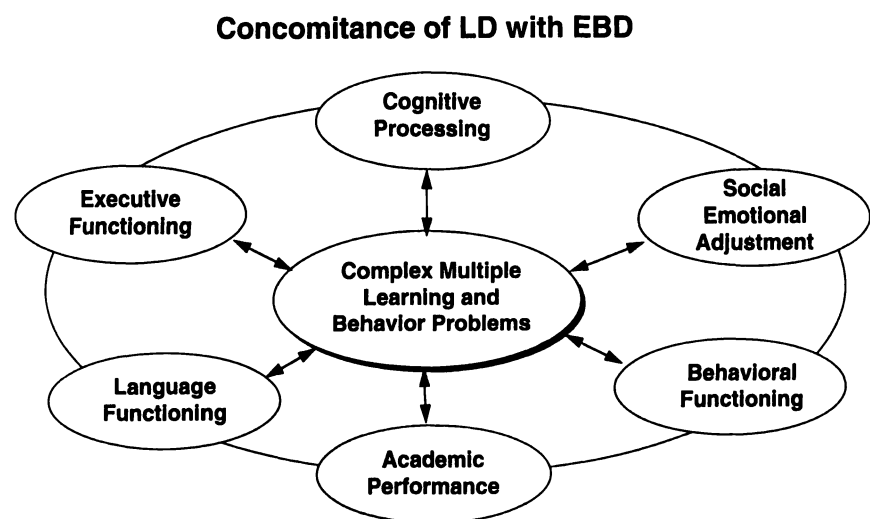 Concomitance of LD with EBD
Cognitive
Processing
Executive
Functioning
Social
Emotional
Adjustment
Complex Multiple
Learning and
Behavior Problems
Language
Functioning
Behavioral
Functioning
Academic
Performance